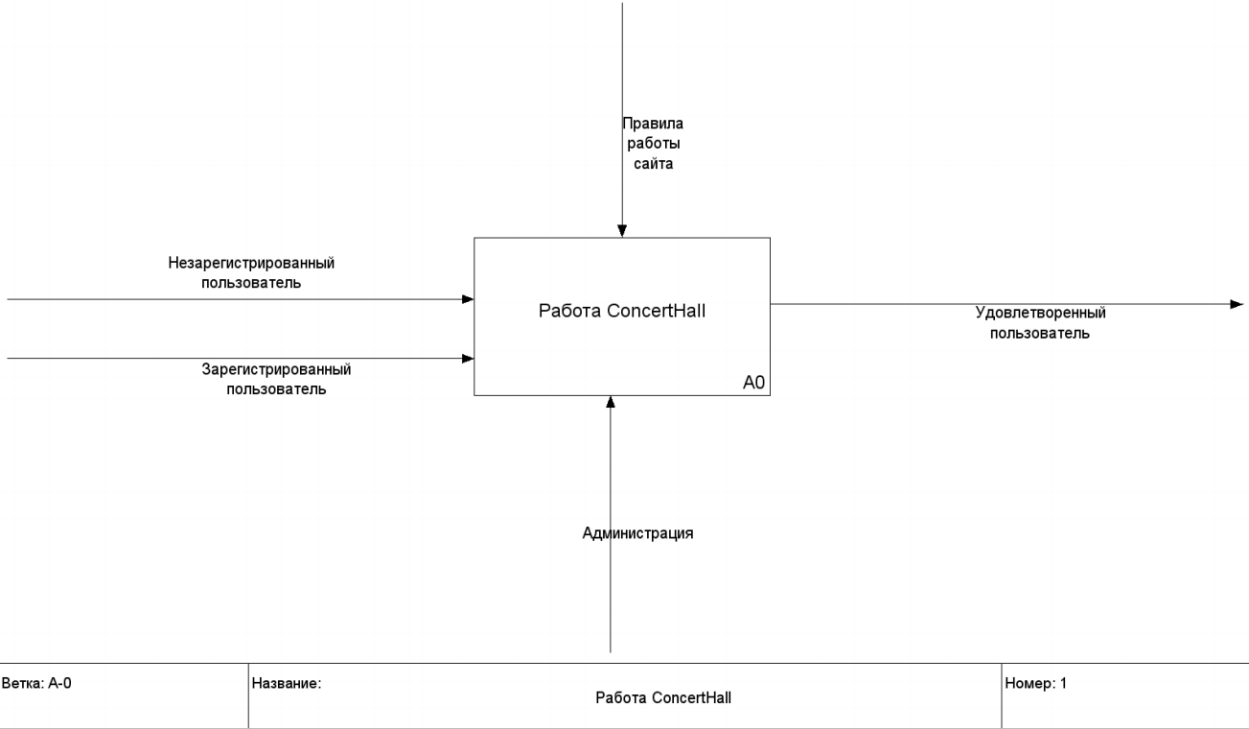 Правила
работы
сайта
Незарегистрированный
пользователь
Работа ConcertHall
Удовлетворенный
пользователь
Зарегистрированный
пользователь
A0
Администрация
Ветка: A-0
Название:
Работа ConcertHall
Номер: 1